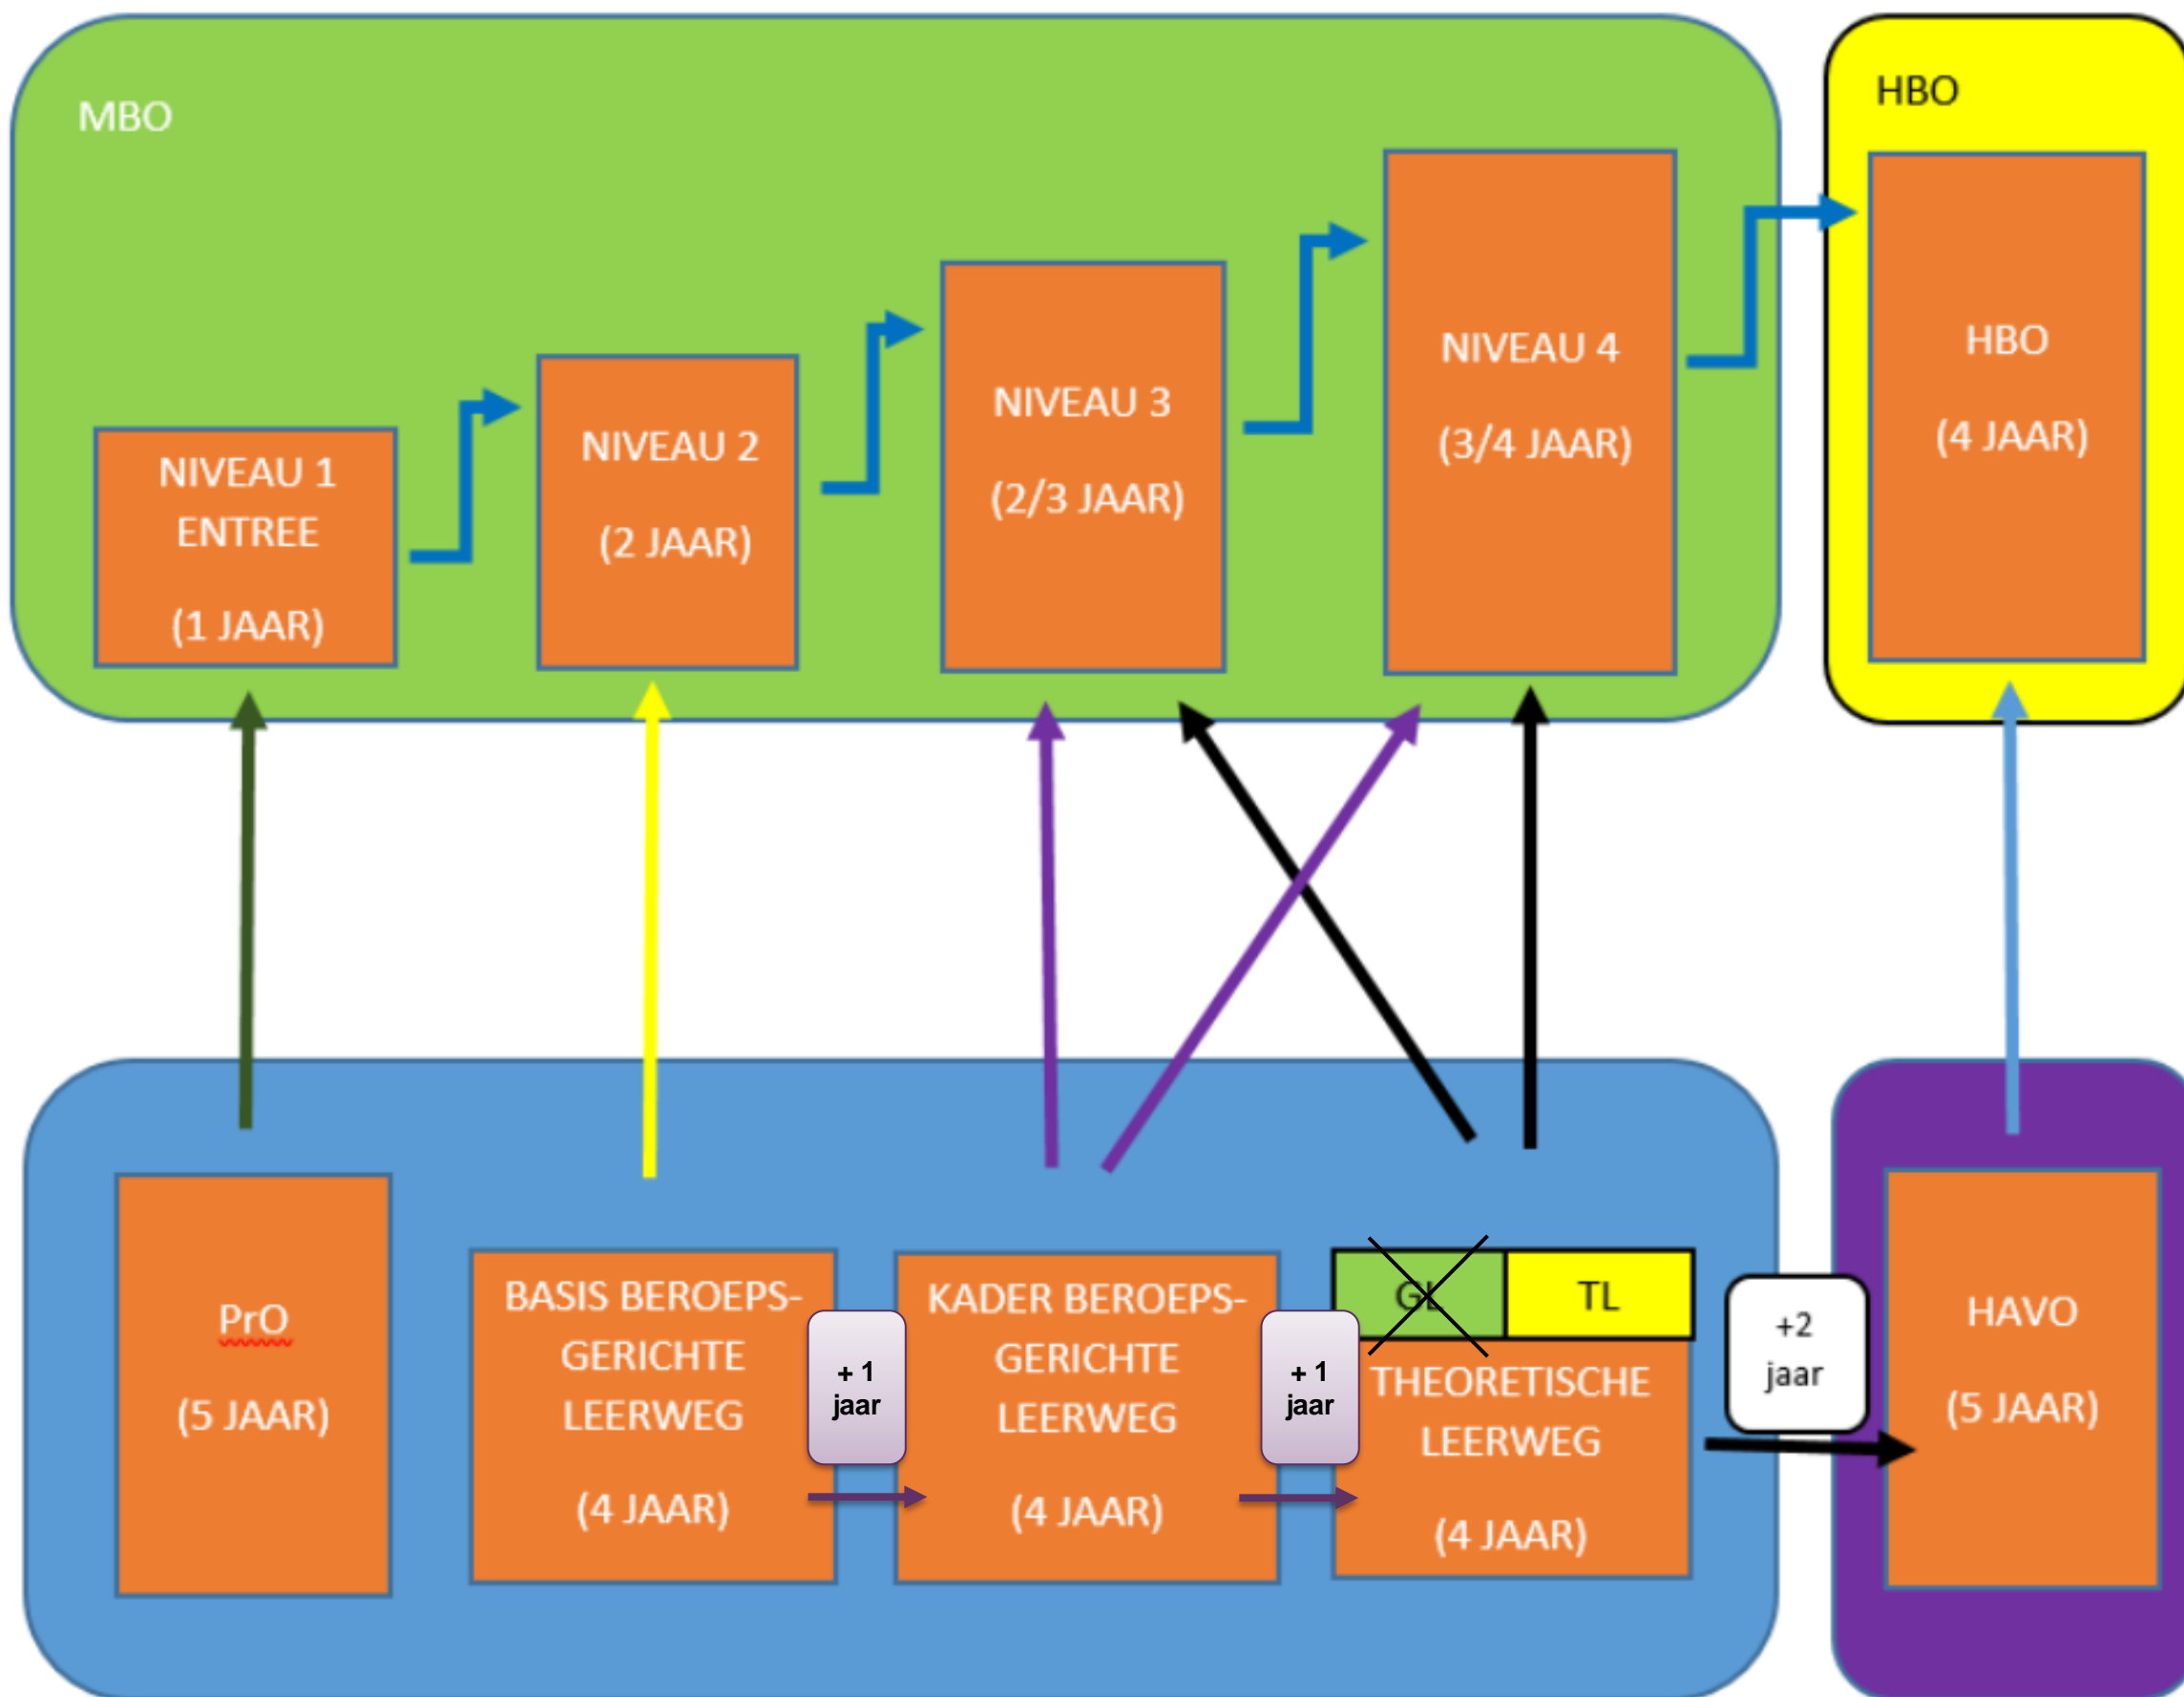 MBO
HBO
NIVEAU 1
ENTREE
(1 JAAR)
NIVEAU 2
(2 JAAR)
NIVEAU 3
(2/3 JAAR)
NIVEAU 4
(3/4 JAAR)
HBO
(4 JAAR)
PrO
(5 JAAR)
BASIS BEROEPS-
GERICHTE
LEERWEG
(4 JAAR)
+ 1
jaar
KADER BEROEPS-
GERICHTE
LEERWEG
(4 JAAR)
+ 1
jaar
GL
TL
THEORETISCHE
LEERWEG
(4 JAAR)
+2
jaar
HAVO
(5 JAAR)